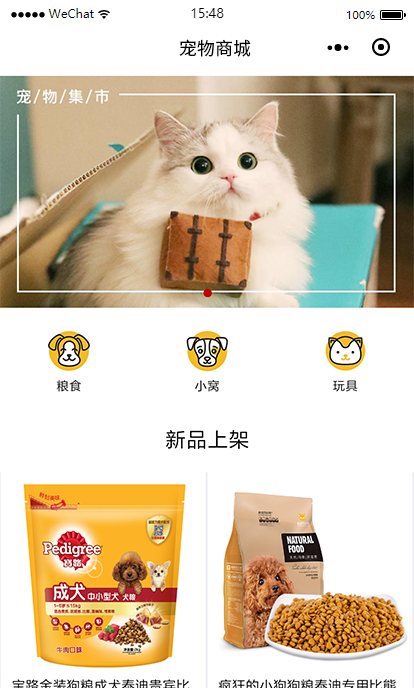 WeChat
15:48
100%
宠物商城
宠/物/集/市
粮食
小窝
玩具
新品上架
Pedigree
宝路
成犬
中小型犬 犬粮
牛肉口味
NATURAL
FOOD
宝路金装狗粮成犬泰迪贵宾比
疯狂的小狗狗粮泰迪专用比熊